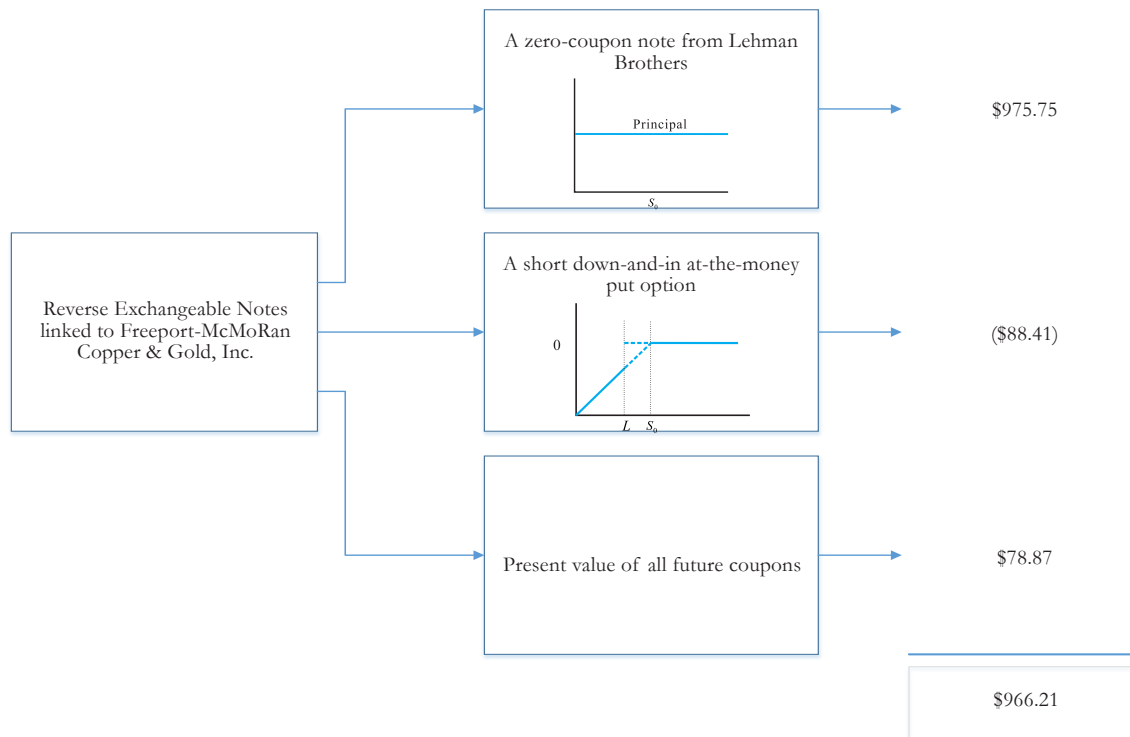 A zero-coupon note from Lehman
Brothers
Principal
S0
$975.75
Reverse Exchangeable Notes
linked to Freeport-McMoRan
Copper & Gold, Inc.
A short down-and-in at-the-money
put option
0
L S0
($88.41)
Present value of all future coupons
$78.87
$966.21